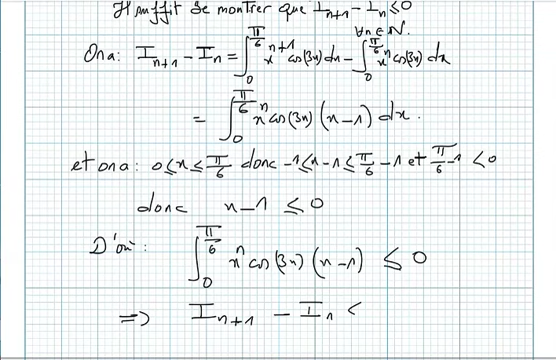 Il suffit de montrer que I_{n+1} - I_n ≤ 0
∀n ∈ N.
On a : I_{n+1} - I_n = ∫_0^{π/6} x^{n+1} cos(3x) dx - ∫_0^{π/6} x^n cos(3x) dx
= ∫_0^{π/6} x^n cos(3x) (x-1) dx.
et on a : 0 ≤ x ≤ π/6 donc -1 ≤ x-1 ≤ π/6 -1 et π/6 -1 < 0
donc x-1 ≤ 0
D'où : ∫_0^{π/6} x^n cos(3x) (x-1) ≤ 0
=> I_{n+1} - I_n <